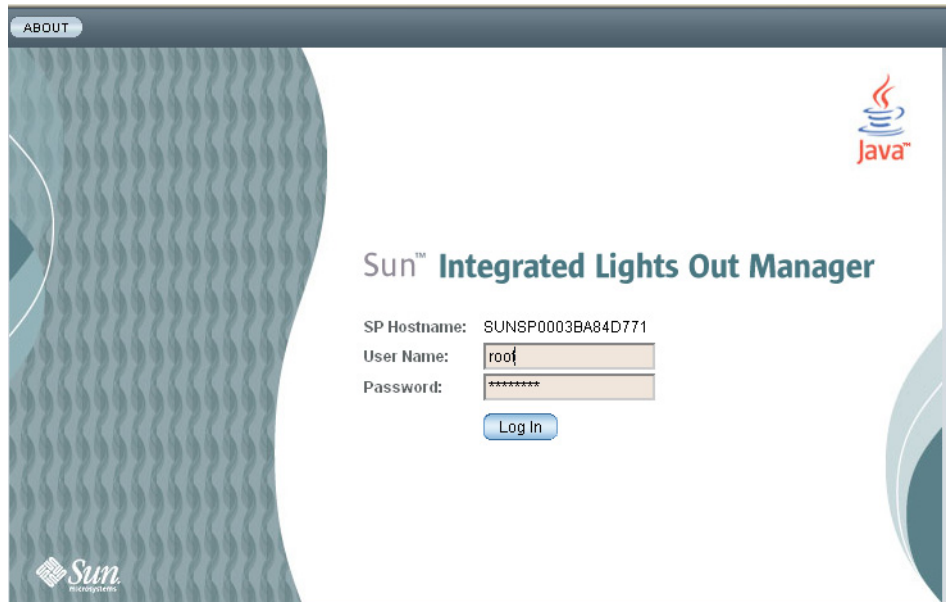 ABOUT
Java™
Sun™ Integrated Lights Out Manager
SP Hostname: SUNSP0003BA84D771
User Name: root
Password: ********
Log In
Sun
microsystems